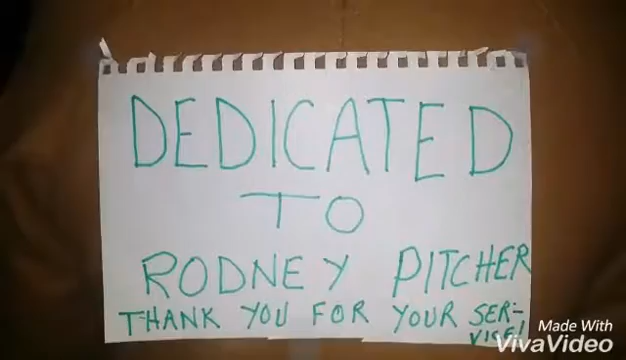 DEDICATED
TO
RODNEY PITCHER
THANK YOU FOR YOUR SER-
VISE!
Made With
VivaVideo